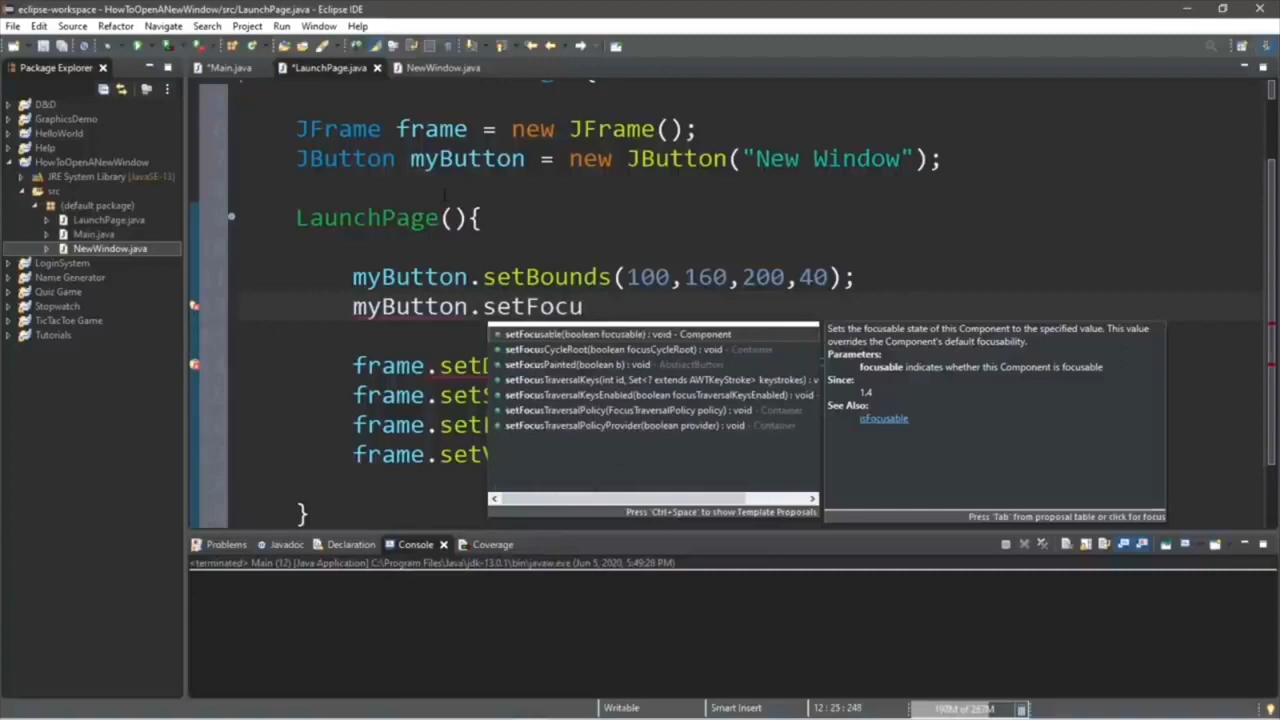 eclipse-workspace - HowToOpenANewWindow/src/LaunchPage.java - Eclipse IDE
File Edit Source Refactor Navigate Search Project Run Window Help
Package Explorer
*Main.java *LaunchPage.java NewWindow.java
D&D
GraphicsDemo
HelloWorld
Help
HowToOpenANewWindow
JRE System Library [JavaSE-13]
src
(default package)
LaunchPage.java
Main.java
NewWindow.java
LoginSystem
Name Generator
Quiz Game
Stopwatch
TicTacToe Game
Tutorials
{
JFrame frame = new JFrame();
JButton myButton = new JButton("New Window");
LaunchPage(){
myButton.setBounds(100,160,200,40);
myButton.setFocu
frame.set
frame.set
frame.set
frame.set
}
setFocusable(boolean focusable) : void - Component
setFocusCycleRoot(boolean focusCycleRoot) : void - Container
setFocusPainted(boolean b) : void - AbstractButton
setFocusTraversalKeys(int id, Set<? extends AWTKeyStroke> keystrokes) : v
setFocusTraversalKeysEnabled(boolean focusTraversalKeysEnabled) : void -
setFocusTraversalPolicy(FocusTraversalPolicy policy) : void - Container
setFocusTraversalPolicyProvider(boolean provider) : void - Container
Press 'Ctrl+Space' to show Template Proposals
Sets the focusable state of this Component to the specified value. This value
overrides the Component's default focusability.
Parameters:
focusable indicates whether this Component is focusable
Since:
1.4
See Also:
isFocusable
Press 'Tab' from proposal table or click for focus
Problems Javadoc Declaration Console Coverage
<terminated> Main (12) [Java Application] C:\Program Files\Java\jdk-13.0.1\bin\javaw.exe (Jun 5, 2020, 5:49:28 PM)
Writable Smart Insert 12 : 25 : 248